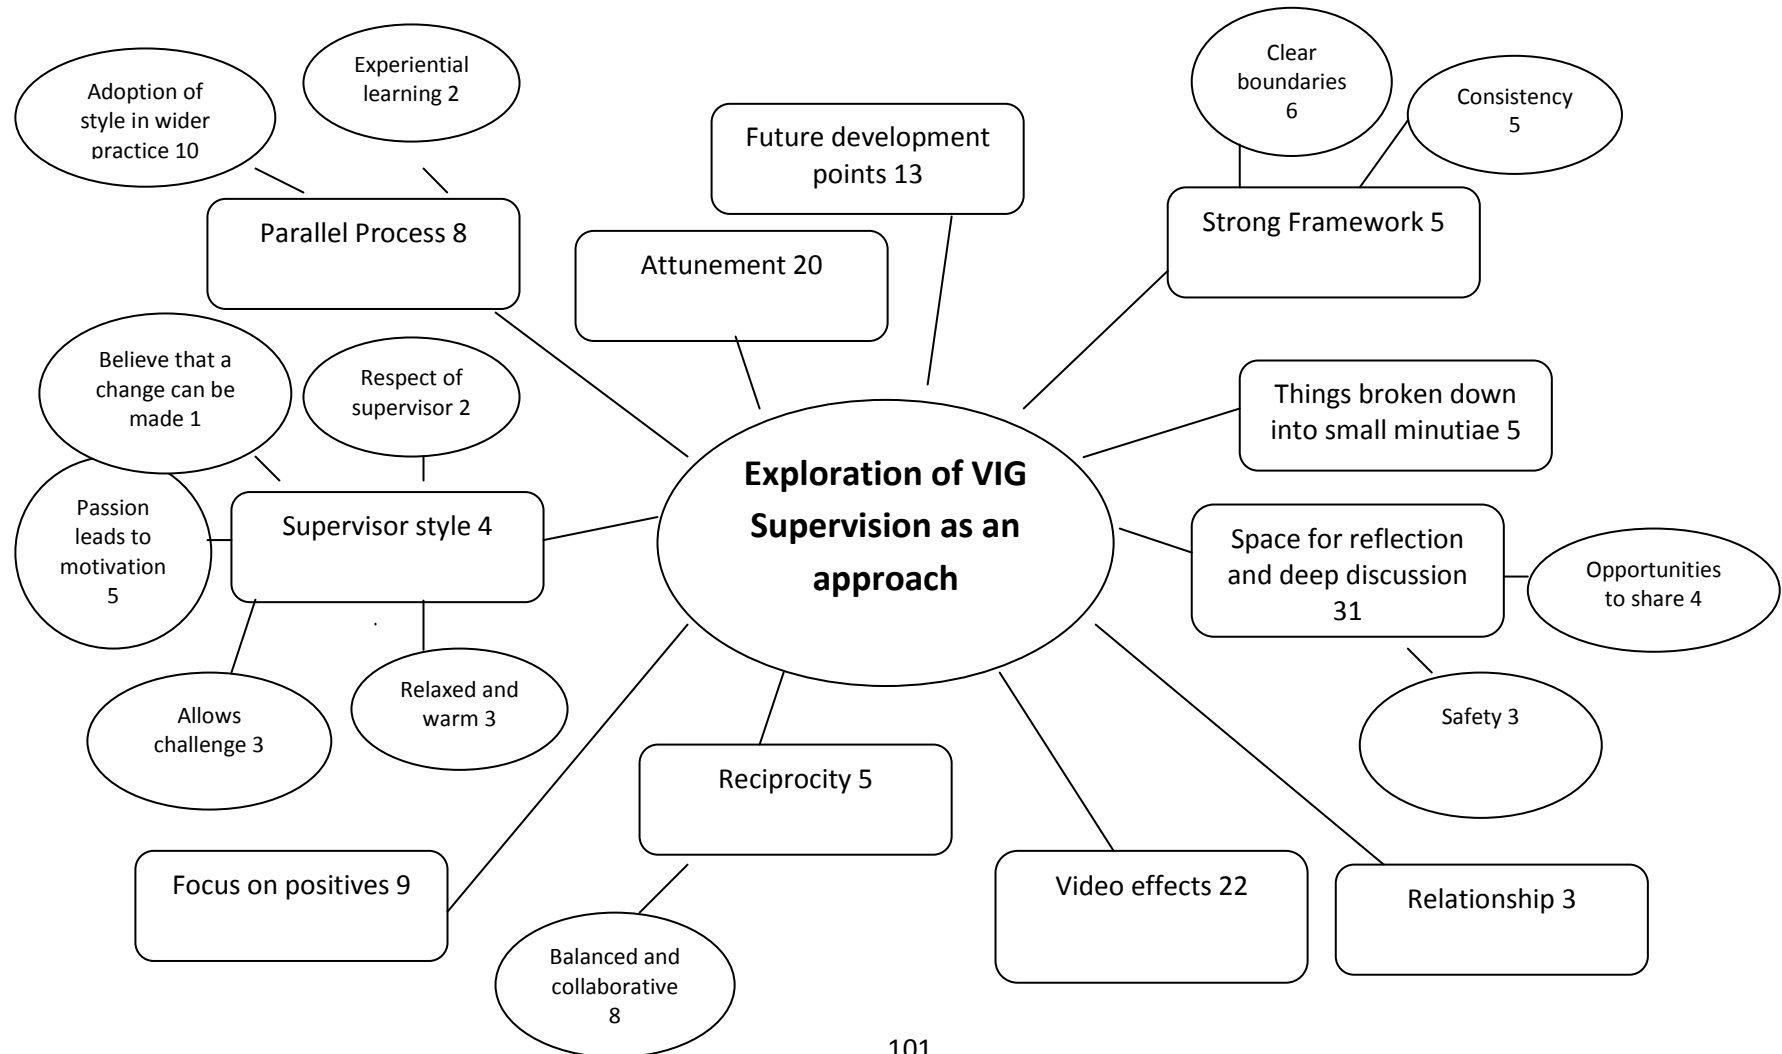 Experiential
learning 2
Adoption of
style in wider
practice 10
Clear
boundaries
6
Consistency
5
Future development
points 13
Parallel Process 8
Strong Framework 5
Attunement 20
Believe that a
change can be
made 1
Respect of
supervisor 2
Things broken down
into small minutiae 5
Exploration of VIG
Supervision as an
approach
Passion
leads to
motivation
5
Supervisor style 4
Space for reflection
and deep discussion
31
Opportunities
to share 4
Allows
challenge 3
Relaxed and
warm 3
Safety 3
Reciprocity 5
Focus on positives 9
Video effects 22
Relationship 3
Balanced and
collaborative
8
101